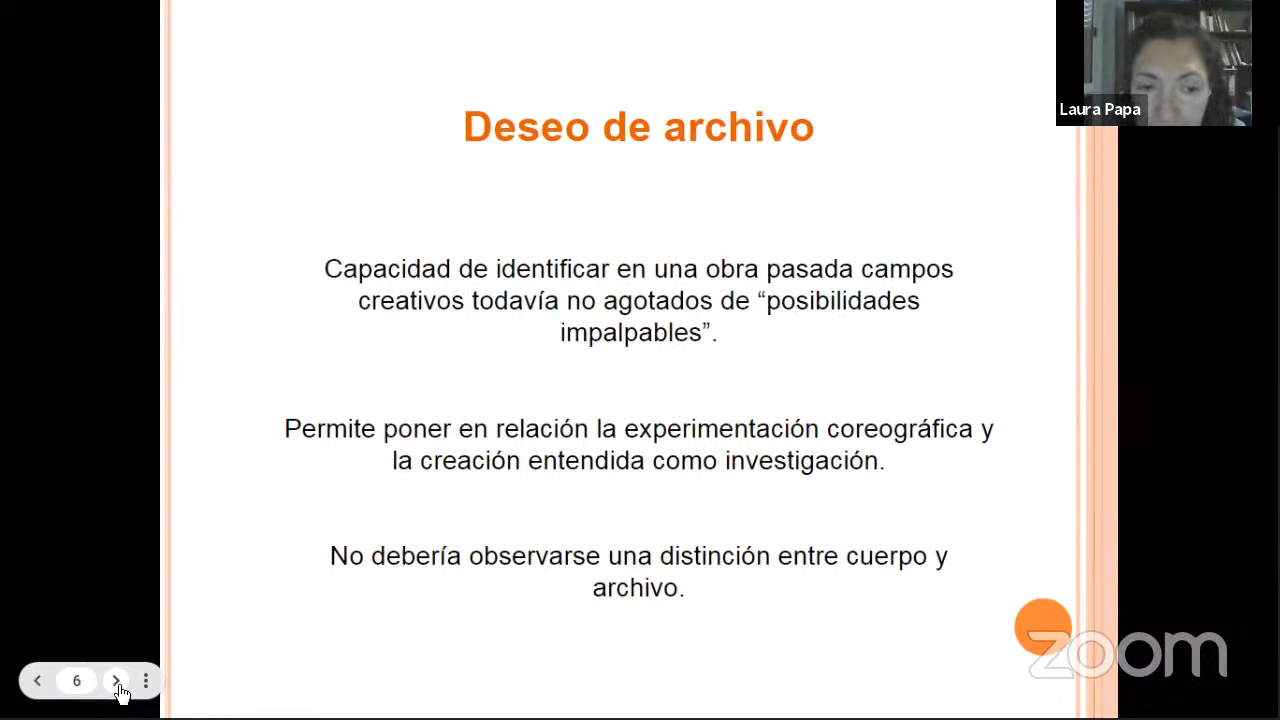 Laura Papa
Deseo de archivo
Capacidad de identificar en una obra pasada campos
creativos todavía no agotados de “posibilidades
impalpables”.
Permite poner en relación la experimentación coreográfica y
la creación entendida como investigación.
No debería observarse una distinción entre cuerpo y
archivo.
zoom
6